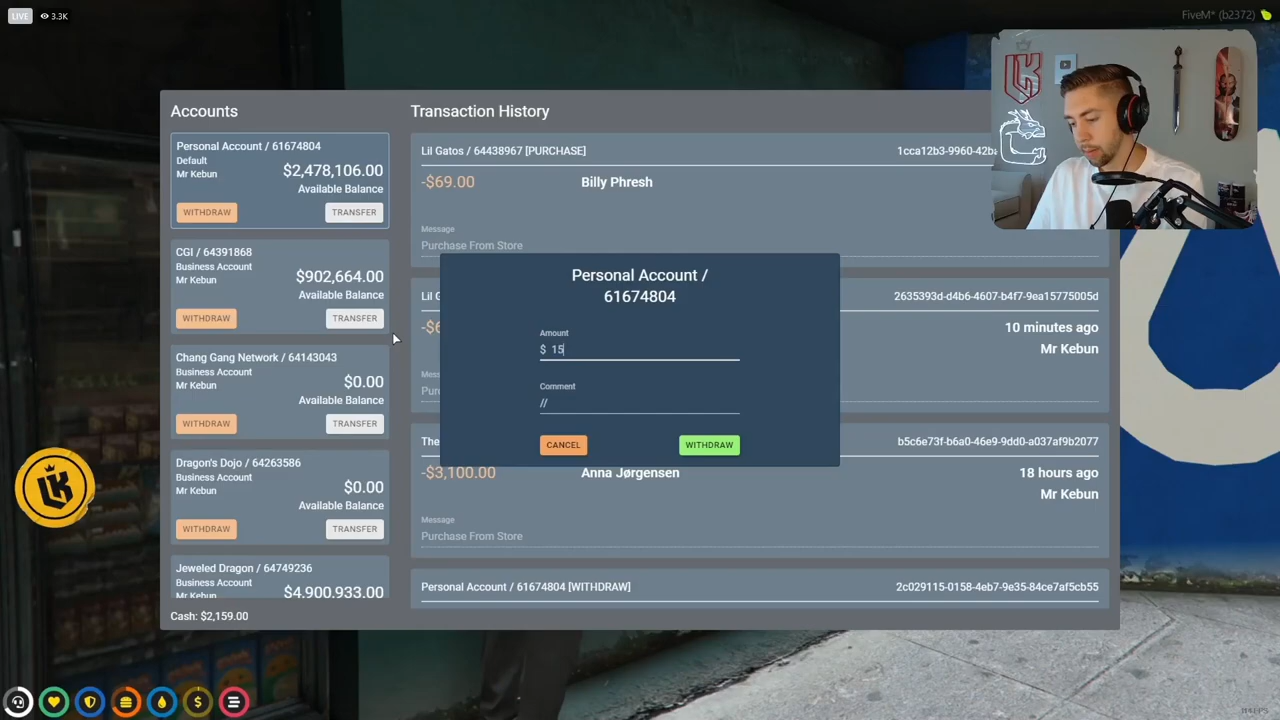 LIVE
3.3K
FiveM* (b2372)
Accounts
Personal Account / 61674804
Default
Mr Kebun
$2,478,106.00
Available Balance
WITHDRAW
TRANSFER
CGI / 64391868
Business Account
Mr Kebun
$902,664.00
Available Balance
WITHDRAW
TRANSFER
Chang Gang Network / 64143043
Business Account
Mr Kebun
$0.00
Available Balance
WITHDRAW
TRANSFER
Dragon's Dojo / 64263586
Business Account
Mr Kebun
$0.00
Available Balance
WITHDRAW
TRANSFER
Jeweled Dragon / 64749236
Business Account
Mr Kebun
$4,900,933.00
Cash: $2,159.00
Transaction History
Lil Gatos / 64438967 [PURCHASE]
1cca12b3-9960-42b
-$69.00
Billy Phresh
Message
Purchase From Store
Lil G
2635393d-d4b6-4607-b4f7-9ea15775005d
10 minutes ago
Mr Kebun
Personal Account /
61674804
Amount
$ 15
Comment
//
CANCEL
WITHDRAW
The
b5c6e73f-b6a0-46e9-9dd0-a037af9b2077
-$3,100.00
Anna Jørgensen
18 hours ago
Mr Kebun
Message
Purchase From Store
Personal Account / 61674804 [WITHDRAW]
2c029115-0158-4eb7-9e35-84ce7af5cb55
LK